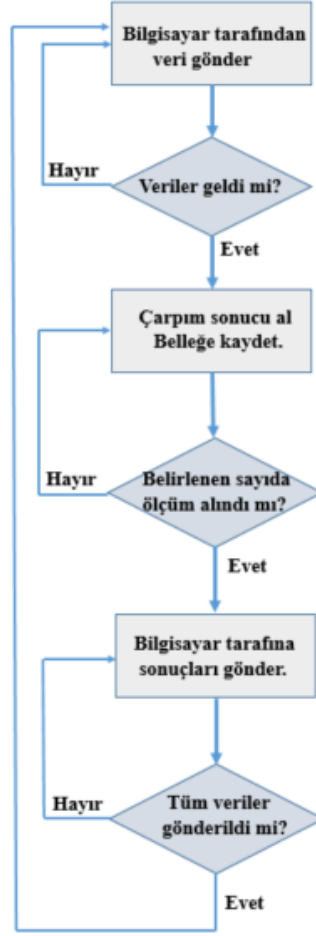 Bilgisayar tarafından
veri gönder
Hayır
Veriler geldi mi?
Evet
Çarpım sonucu al
Belleğe kaydet.
Hayır
Belirlenen sayıda
ölçüm alındı mı?
Evet
Bilgisayar tarafına
sonuçları gönder.
Hayır
Tüm veriler
gönderildi mi?
Evet